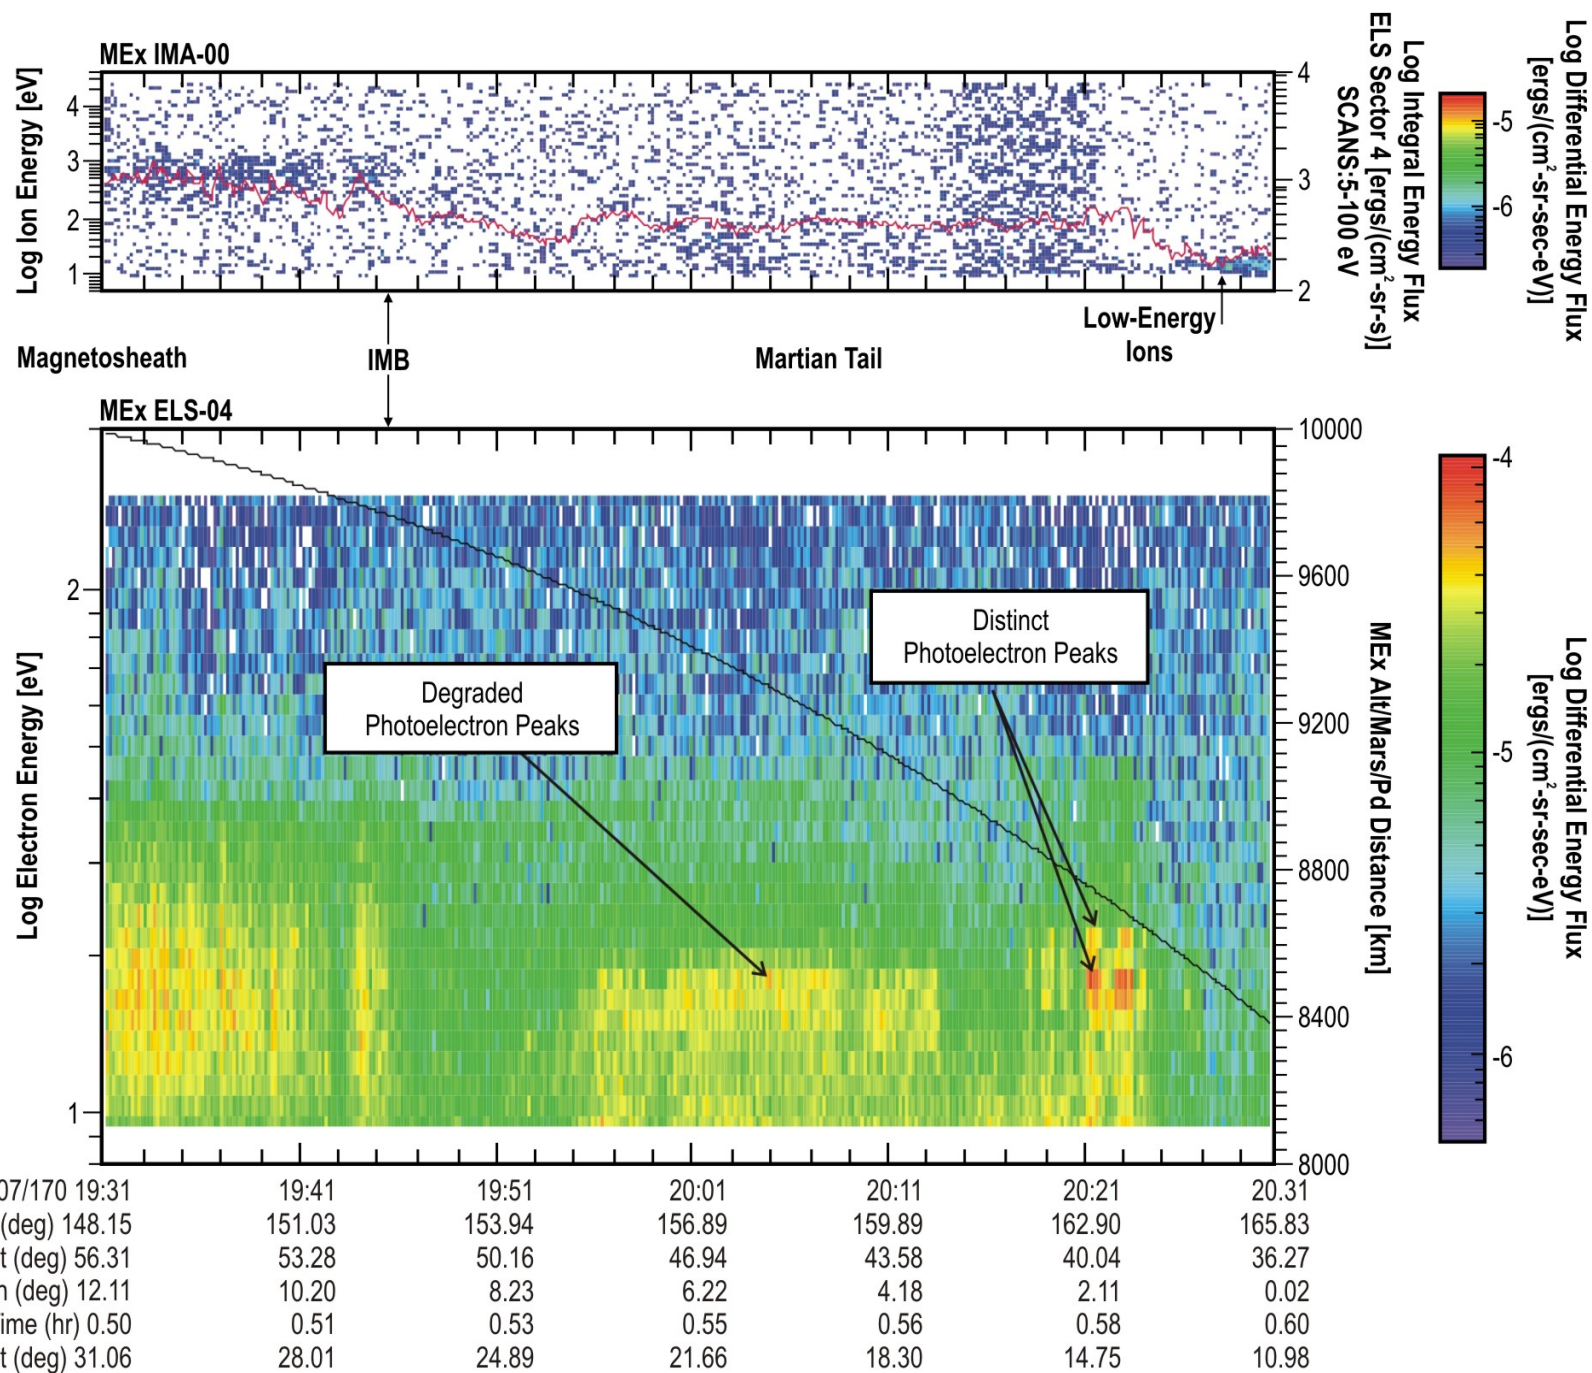 MEx IMA-00
Log Ion Energy [eV]
4
3
2
1
4
3
2
Log Integral Energy Flux
ELS Sector 4 [ergs/(cm²-sr-s)]
SCANS:5-100 eV
-5
-6
Log Differential Energy Flux
[ergs/(cm²-sr-sec-eV)]
Low-Energy
Ions
Magnetosheath
IMB
Martian Tail
MEx ELS-04
Log Electron Energy [eV]
2
1
Degraded
Photoelectron Peaks
Distinct
Photoelectron Peaks
10000
9600
9200
8800
8400
8000
MEx Alt/Mars/Pd Distance [km]
-4
-5
-6
Log Differential Energy Flux
[ergs/(cm²-sr-sec-eV)]
07/170 19:31 19:41 19:51 20:01 20:11 20:21 20.31
(deg) 148.15 151.03 153.94 156.89 159.89 162.90 165.83
t (deg) 56.31 53.28 50.16 46.94 43.58 40.04 36.27
(deg) 12.11 10.20 8.23 6.22 4.18 2.11 0.02
ime (hr) 0.50 0.51 0.53 0.55 0.56 0.58 0.60
t (deg) 31.06 28.01 24.89 21.66 18.30 14.75 10.98